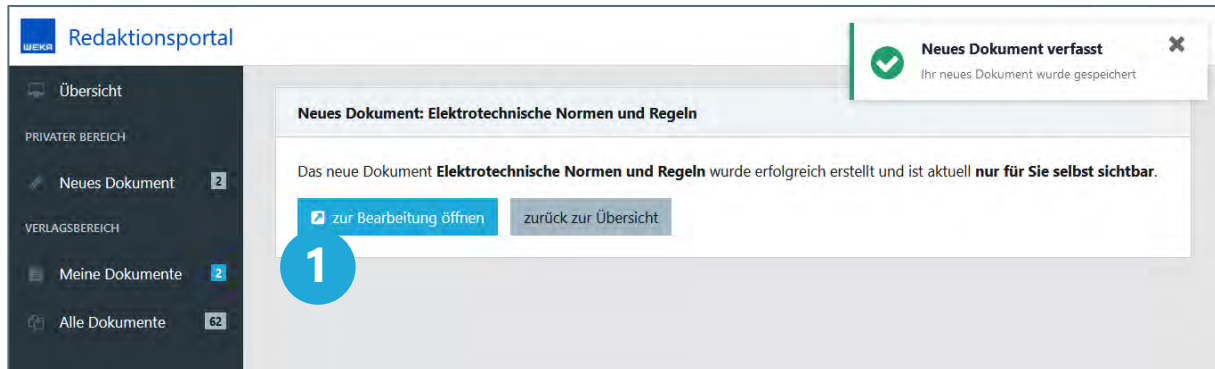 WEKA
Redaktionsportal
Neues Dokument verfasst
Ihr neues Dokument wurde gespeichert
Übersicht
PRIVATER BEREICH
Neues Dokument 2
VERLAGSBEREICH
Meine Dokumente 2
Alle Dokumente 62
Neues Dokument: Elektrotechnische Normen und Regeln
Das neue Dokument Elektrotechnische Normen und Regeln wurde erfolgreich erstellt und ist aktuell nur für Sie selbst sichtbar.
zur Bearbeitung öffnen
zurück zur Übersicht
1